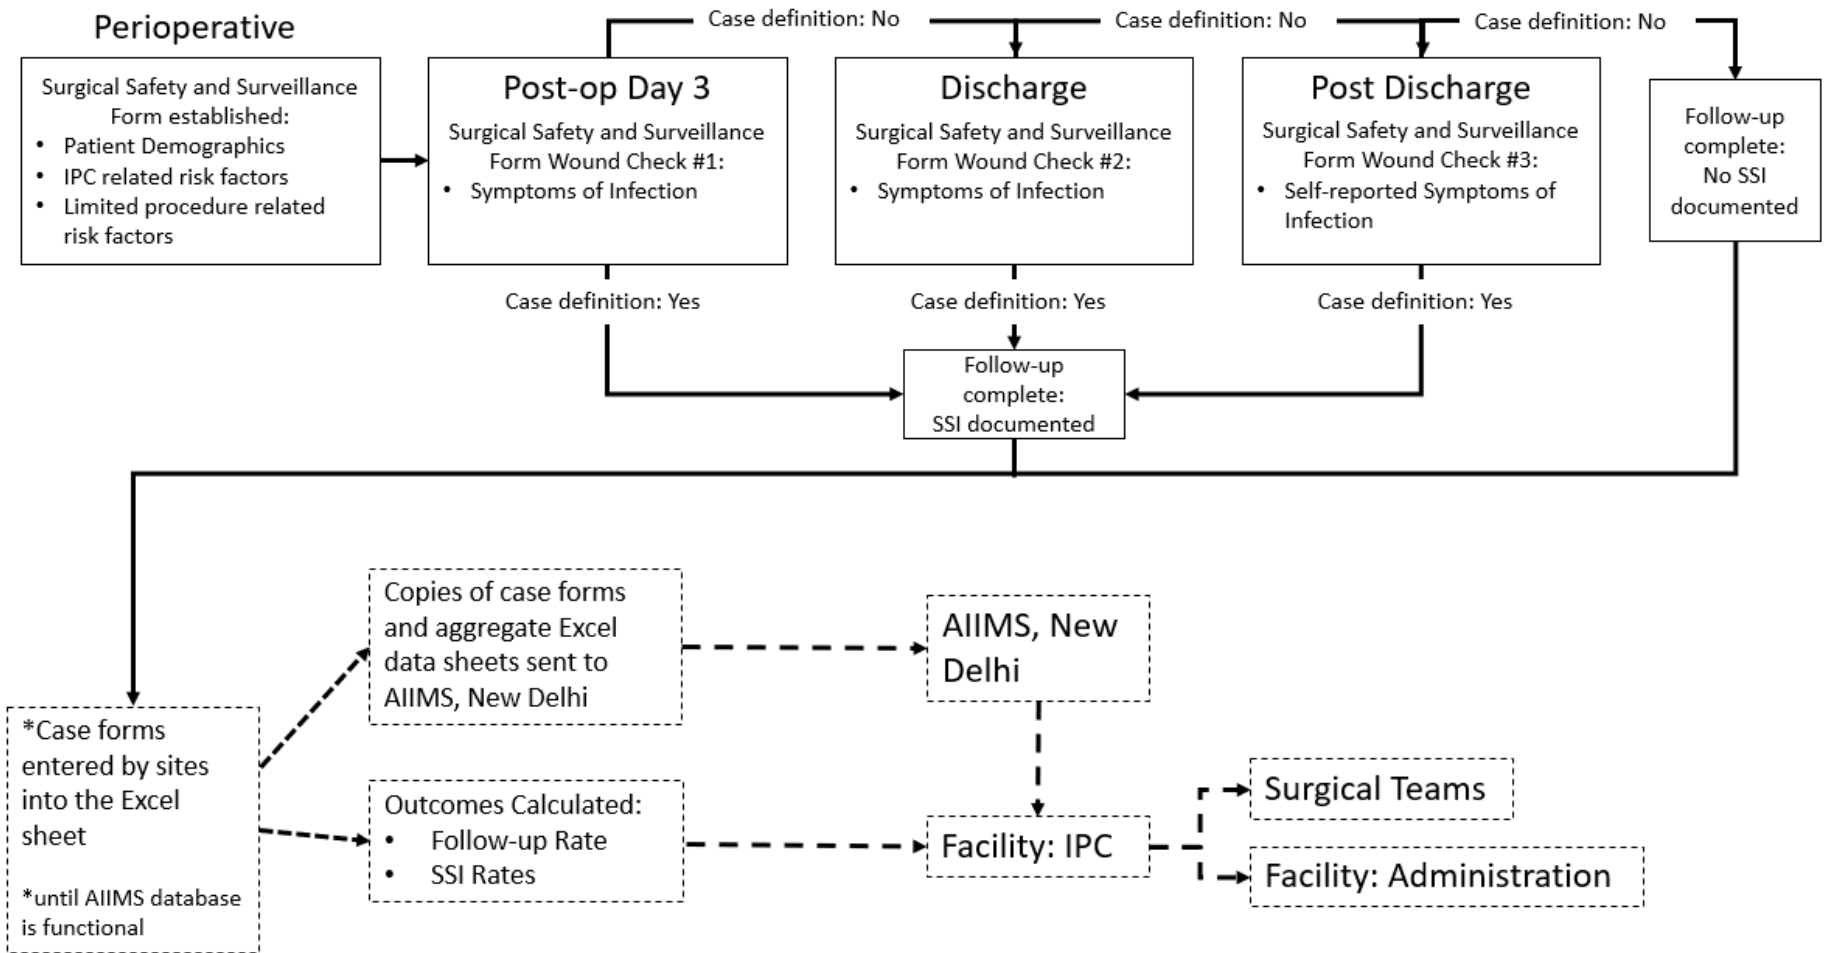 Perioperative
Surgical Safety and Surveillance
Form established:
• Patient Demographics
• IPC related risk factors
• Limited procedure related
risk factors
Case definition: No
Case definition: No
Case definition: No
Post-op Day 3
Surgical Safety and Surveillance
Form Wound Check #1:
• Symptoms of Infection
Discharge
Surgical Safety and Surveillance
Form Wound Check #2:
• Symptoms of Infection
Post Discharge
Surgical Safety and Surveillance
Form Wound Check #3:
• Self-reported Symptoms of
Infection
Follow-up
complete:
No SSI
documented
Case definition: Yes
Case definition: Yes
Case definition: Yes
Follow-up
complete:
SSI documented
*Case forms
entered by sites
into the Excel
sheet
*until AIIMS database
is functional
Copies of case forms
and aggregate Excel
data sheets sent to
AIIMS, New Delhi
Outcomes Calculated:
• Follow-up Rate
• SSI Rates
AIIMS, New
Delhi
Facility: IPC
Surgical Teams
Facility: Administration